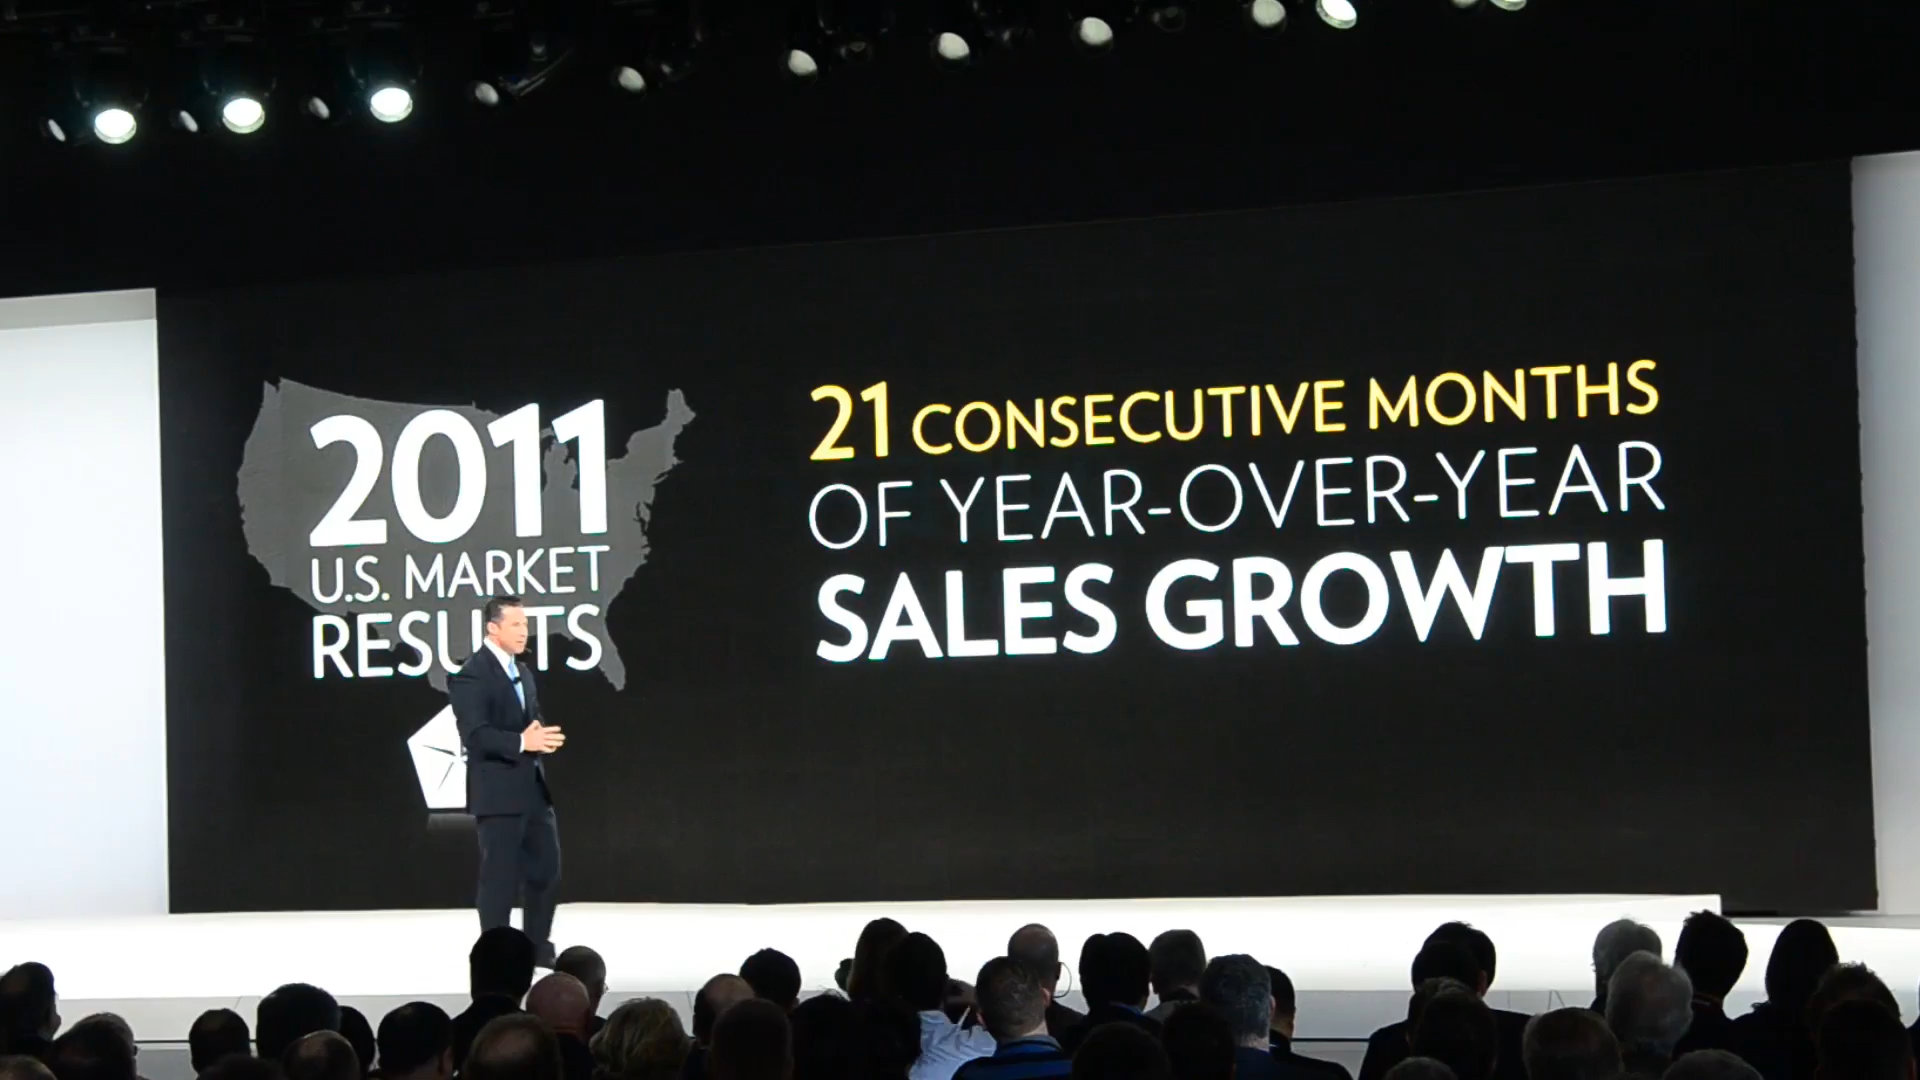 2011
U.S. MARKET
RESULTS
21 CONSECUTIVE MONTHS
OF YEAR-OVER-YEAR
SALES GROWTH